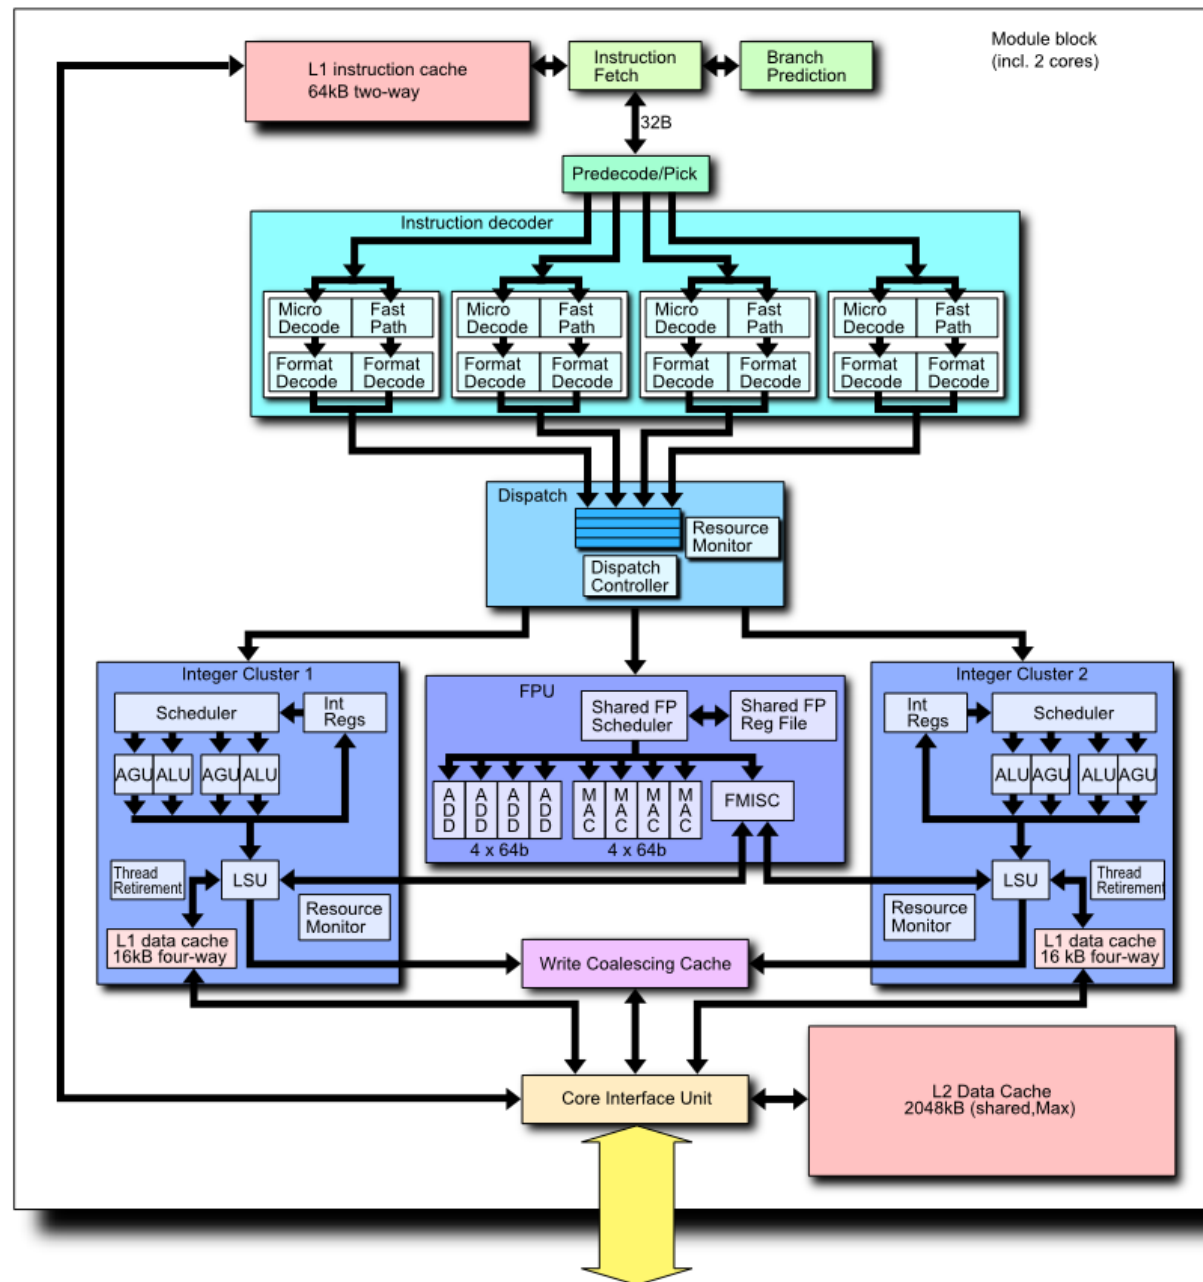 Module block
(incl. 2 cores)
L1 instruction cache
64kB two-way
Instruction
Fetch
Branch
Prediction
32B
Predecode/Pick
Instruction decoder
Micro
Decode
Fast
Path
Format
Decode
Format
Decode
Micro
Decode
Fast
Path
Format
Decode
Format
Decode
Micro
Decode
Fast
Path
Format
Decode
Format
Decode
Micro
Decode
Fast
Path
Format
Decode
Format
Decode
Dispatch
Resource
Monitor
Dispatch
Controller
Integer Cluster 1
Scheduler
Int
Regs
AGU
ALU
AGU
ALU
LSU
Thread
Retirement
Resource
Monitor
L1 data cache
16kB four-way
FPU
Shared FP
Scheduler
Shared FP
Reg File
ADD
ADD
ADD
ADD
4 x 64b
MAC
MAC
MAC
MAC
4 x 64b
FMISC
Integer Cluster 2
Int
Regs
Scheduler
ALU
AGU
ALU
AGU
LSU
Thread
Retirement
Resource
Monitor
L1 data cache
16 kB four-way
Write Coalescing Cache
Core Interface Unit
L2 Data Cache
2048kB (shared,Max)